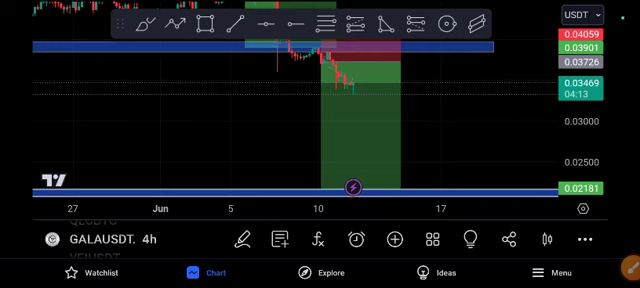 USDT
0.04059
0.03901
0.03726
0.03469
04:13
0.03000
0.02500
0.02181
27
Jun
5
10
17
GALAUSDT. 4h
Watchlist
Chart
Explore
Ideas
Menu